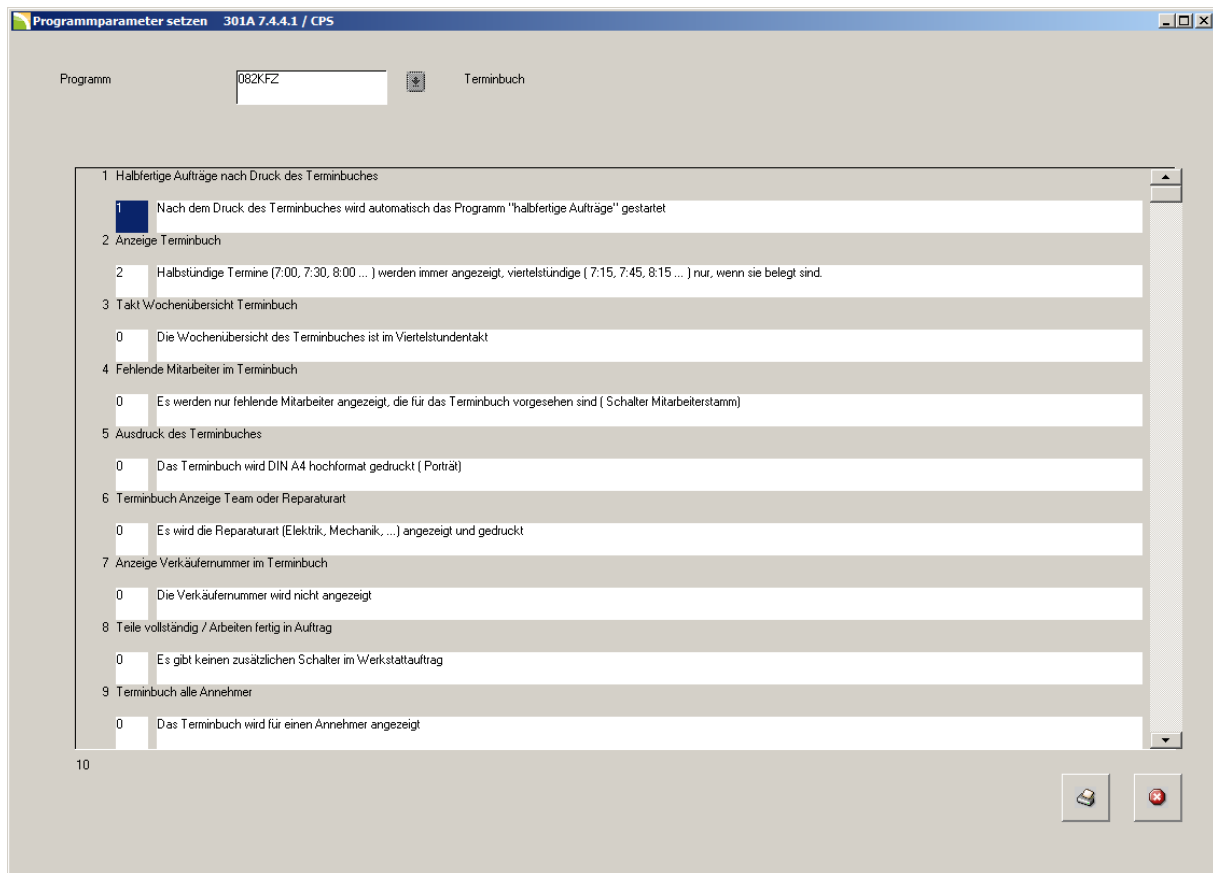 Programmparameter setzen 301A 7.4.4.1 / CPS
Programm 082KFZ Terminbuch
1 Halbfertige Aufträge nach Druck des Terminbuches
1 Nach dem Druck des Terminbuches wird automatisch das Programm "halbfertige Aufträge" gestartet
2 Anzeige Terminbuch
2 Halbstündige Termine (7:00, 7:30, 8:00 ... ) werden immer angezeigt, viertelstündige ( 7:15, 7:45, 8:15 ... ) nur, wenn sie belegt sind.
3 Takt Wochenübersicht Terminbuch
0 Die Wochenübersicht des Terminbuches ist im Viertelstundentakt
4 Fehlende Mitarbeiter im Terminbuch
0 Es werden nur fehlende Mitarbeiter angezeigt, die für das Terminbuch vorgesehen sind ( Schalter Mitarbeiterstamm)
5 Ausdruck des Terminbuches
0 Das Terminbuch wird DIN A4 hochformat gedruckt ( Porträt)
6 Terminbuch Anzeige Team oder Reparaturart
0 Es wird die Reparaturart (Elektrik, Mechanik, ...) angezeigt und gedruckt
7 Anzeige Verkäufernummer im Terminbuch
0 Die Verkäufernummer wird nicht angezeigt
8 Teile vollständig / Arbeiten fertig in Auftrag
0 Es gibt keinen zusätzlichen Schalter im Werkstattauftrag
9 Terminbuch alle Annehmer
0 Das Terminbuch wird für einen Annehmer angezeigt
10